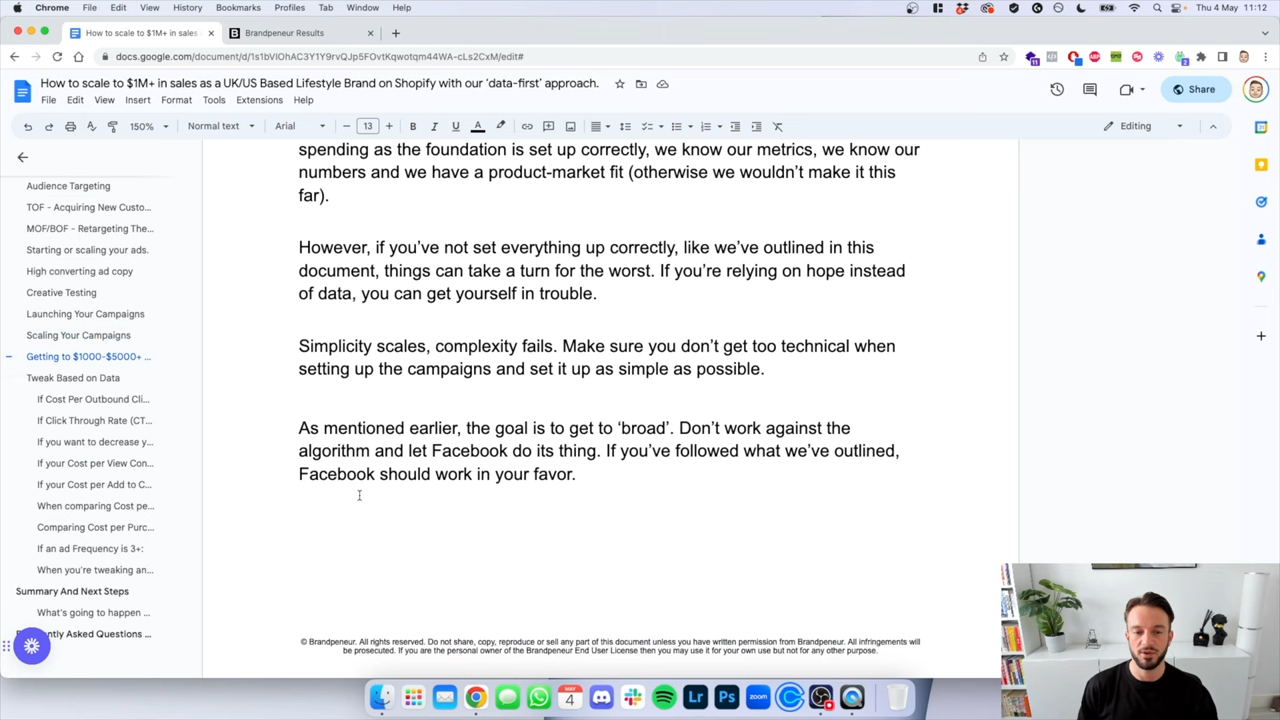 Chrome File Edit View History Bookmarks Profiles Tab Window Help Thu 4 May 11:12
How to scale to $1M+ in sales Brandpeneur Results
docs.google.com/document/d/1s1bVIOhAC3Y1Y9rvQJp5FOvtKqwotqm44WA-cLs2CxM/edit#
How to scale to $1M+ in sales as a UK/US Based Lifestyle Brand on Shopify with our 'data-first' approach.
File Edit View Insert Format Tools Extensions Help
Share
150% Normal text Arial 13 B I U A Editing
Audience Targeting
TOF - Acquiring New Custo...
MOF/BOF - Retargeting The...
Starting or scaling your ads.
High converting ad copy
Creative Testing
Launching Your Campaigns
Scaling Your Campaigns
Getting to $1000-$5000+ ...
Tweak Based on Data
If Cost Per Outbound Cli...
If Click Through Rate (CT...
If you want to decrease y...
If your Cost per View Con...
If your Cost per Add to C...
When comparing Cost pe...
Comparing Cost per Purc...
If an ad Frequency is 3+:
When you're tweaking an...
Summary And Next Steps
What's going to happen ...
ently Asked Questions ...
spending as the foundation is set up correctly, we know our metrics, we know our
numbers and we have a product-market fit (otherwise we wouldn't make it this
far).
However, if you've not set everything up correctly, like we've outlined in this
document, things can take a turn for the worst. If you're relying on hope instead
of data, you can get yourself in trouble.
Simplicity scales, complexity fails. Make sure you don't get too technical when
setting up the campaigns and set it up as simple as possible.
As mentioned earlier, the goal is to get to 'broad'. Don't work against the
algorithm and let Facebook do its thing. If you've followed what we've outlined,
Facebook should work in your favor.
© Brandpeneur. All rights reserved. Do not share, copy, reproduce or sell any part of this document unless you have written permission from Brandpeneur. All infringements will
be prosecuted. If you are the personal owner of the Brandpeneur End User License then you may use it for your own use but not for any other purpose.
MAY
4
Lr Ps zoom